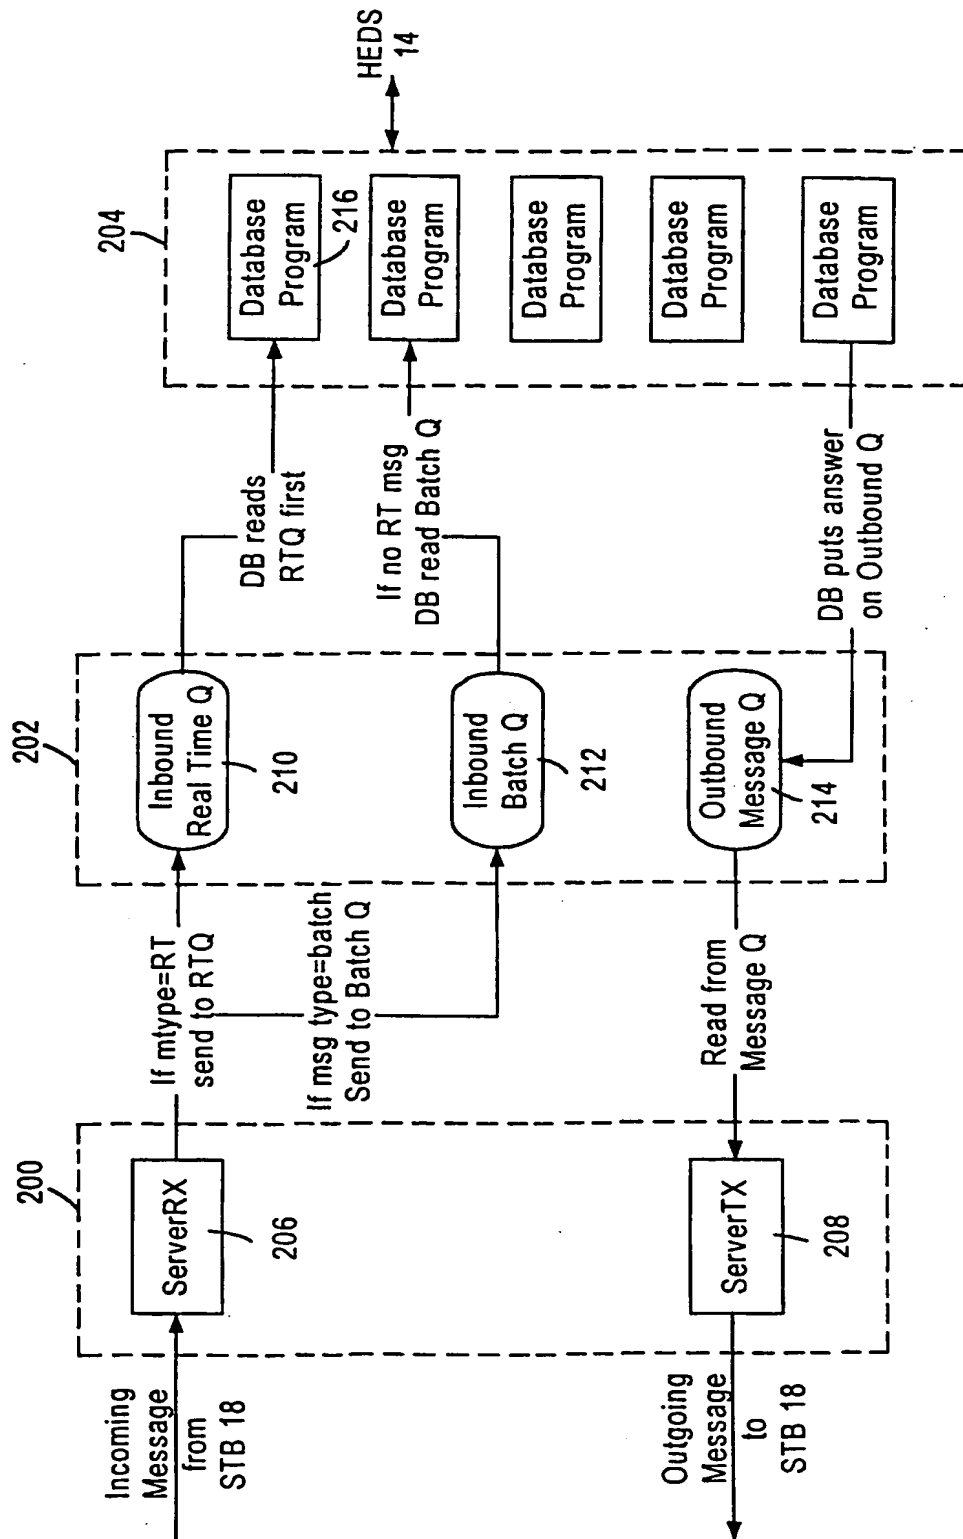 Incoming
Message
from
STB 18
Outgoing
Message
to
STB 18
200
ServerRX
206
ServerTX
208
If mtype=RT
send to RTQ
If msg type=batch
Send to Batch Q
Read from
Message Q
202
Inbound
Real Time Q
210
Inbound
Batch Q
212
Outbound
Message Q
214
DB reads
RTQ first
If no RT msg
DB read Batch Q
DB puts answer
on Outbound Q
204
Database
Program
216
Database
Program
Database
Program
Database
Program
Database
Program
HEDS
14